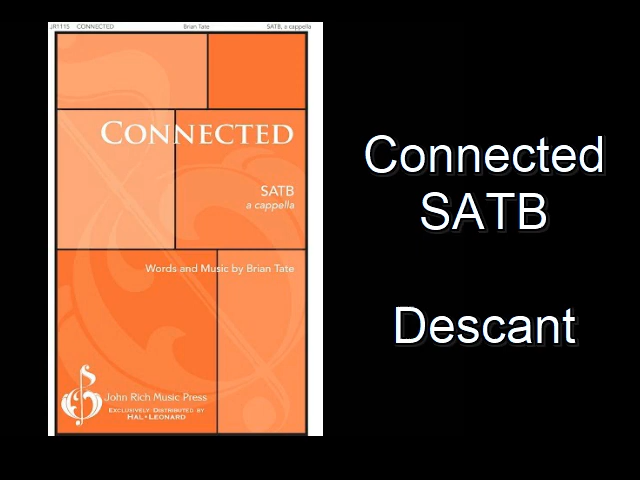 JR1115 CONNECTED Brian Tate SATB, a cappella
CONNECTED
SATB
a cappella
Words and Music by Brian Tate
John Rich Music Press
EXCLUSIVELY DISTRIBUTED BY
HAL•LEONARD
Connected
SATB
Descant